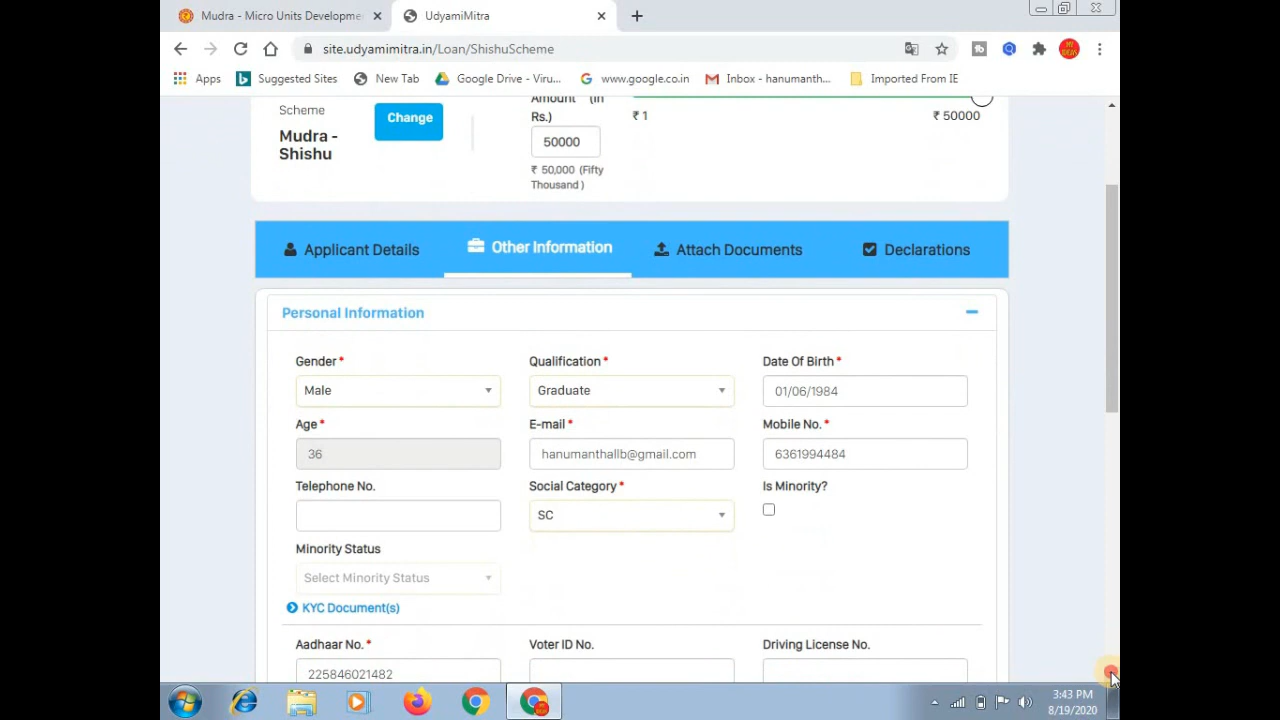 Mudra - Micro Units Developme
UdyamiMitra
site.udyamimitra.in/Loan/ShishuScheme
Apps
Suggested Sites
New Tab
Google Drive - Viru...
www.google.co.in
Inbox - hanumanth...
Imported From IE
Scheme
Mudra -
Shishu
Change
Amount (In
Rs.)
50000
₹ 50,000 (Fifty
Thousand )
₹ 1
₹ 50000
Applicant Details
Other Information
Attach Documents
Declarations
Personal Information
Gender*
Qualification *
Date Of Birth *
Male
Graduate
01/06/1984
Age *
E-mail *
Mobile No. *
36
hanumanthallb@gmail.com
6361994484
Telephone No.
Social Category *
Is Minority?
SC
Minority Status
Select Minority Status
KYC Document(s)
Aadhaar No. *
Voter ID No.
Driving License No.
225846021482
3:43 PM
8/19/2020